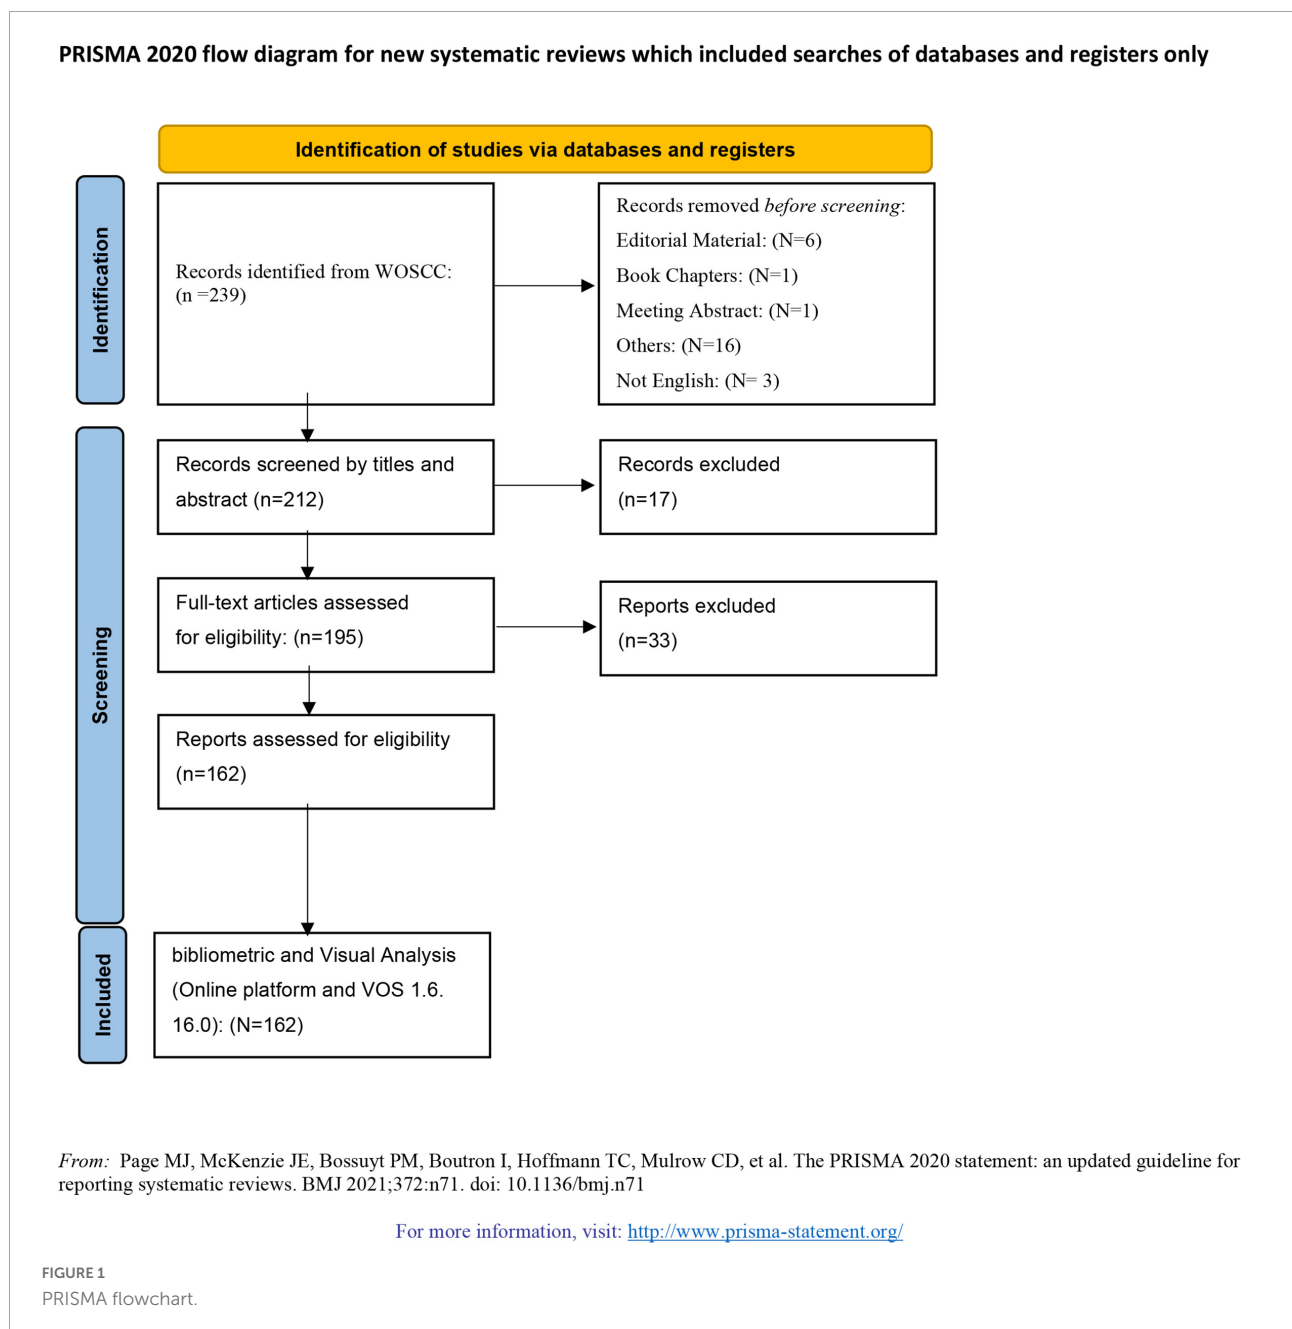 PRISMA 2020 flow diagram for new systematic reviews which included searches of databases and registers only
Identification of studies via databases and registers
Identification
Records identified from WOSCC:
(n =239)
Records removed before screening:
Editorial Material: (N=6)
Book Chapters: (N=1)
Meeting Abstract: (N=1)
Others: (N=16)
Not English: (N= 3)
Screening
Records screened by titles and
abstract (n=212)
Records excluded
(n=17)
Full-text articles assessed
for eligibility: (n=195)
Reports excluded
(n=33)
Reports assessed for eligibility
(n=162)
Included
bibliometric and Visual Analysis
(Online platform and VOS 1.6.
16.0): (N=162)
From: Page MJ, McKenzie JE, Bossuyt PM, Boutron I, Hoffmann TC, Mulrow CD, et al. The PRISMA 2020 statement: an updated guideline for
reporting systematic reviews. BMJ 2021;372:n71. doi: 10.1136/bmj.n71
For more information, visit: http://www.prisma-statement.org/
FIGURE 1
PRISMA flowchart.